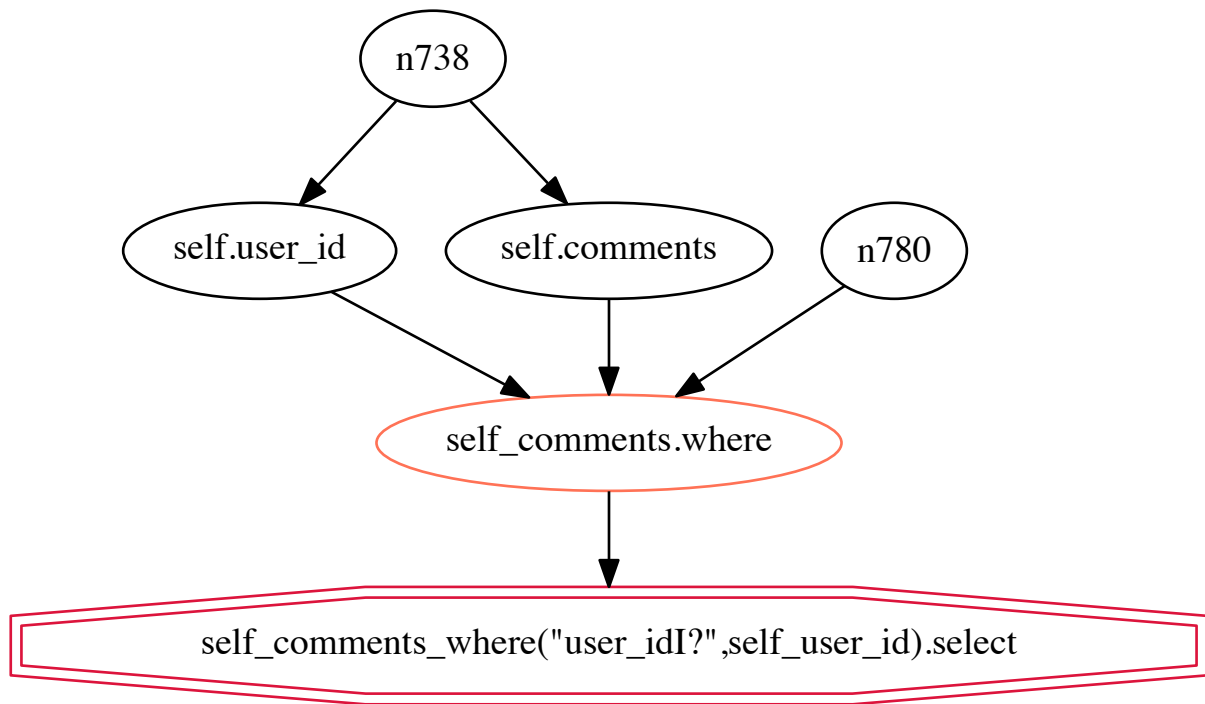 n738
self.user_id
self.comments
n780
self_comments.where
self_comments_where("user_idI?",self_user_id).select